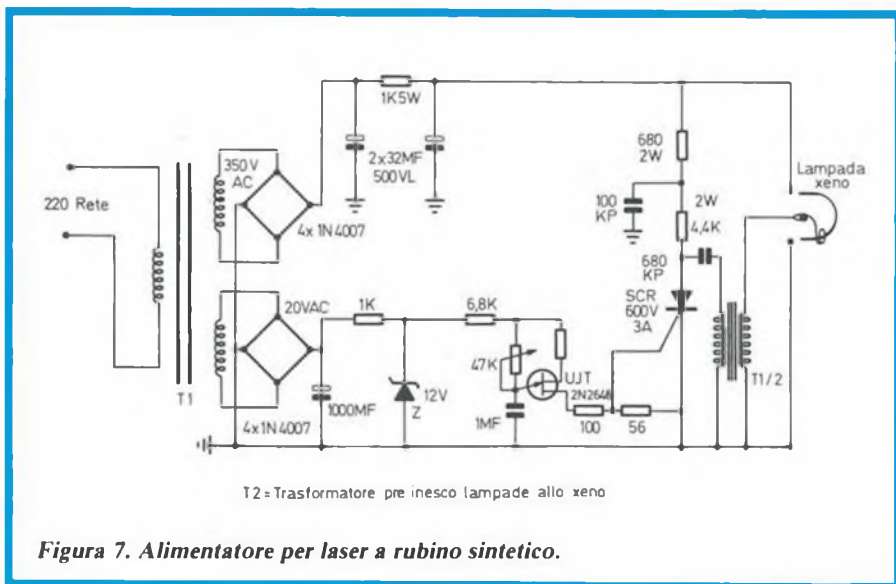 1K5W
350V
AC
2x32MF
500VL
680
2W
Lampada
xeno
220 Rete
100
KP
2W
4,4K
4x1N4007
680
KP
20VAC
1K
6,8K
SCR
600V
3A
47K
UJT
2N2646
T1
1000MF
12V
Z
T1/2
4x1N4007
1MF
100
56
T2=Trasformatore pre inesco lampade allo xeno
Figura 7. Alimentatore per laser a rubino sintetico.